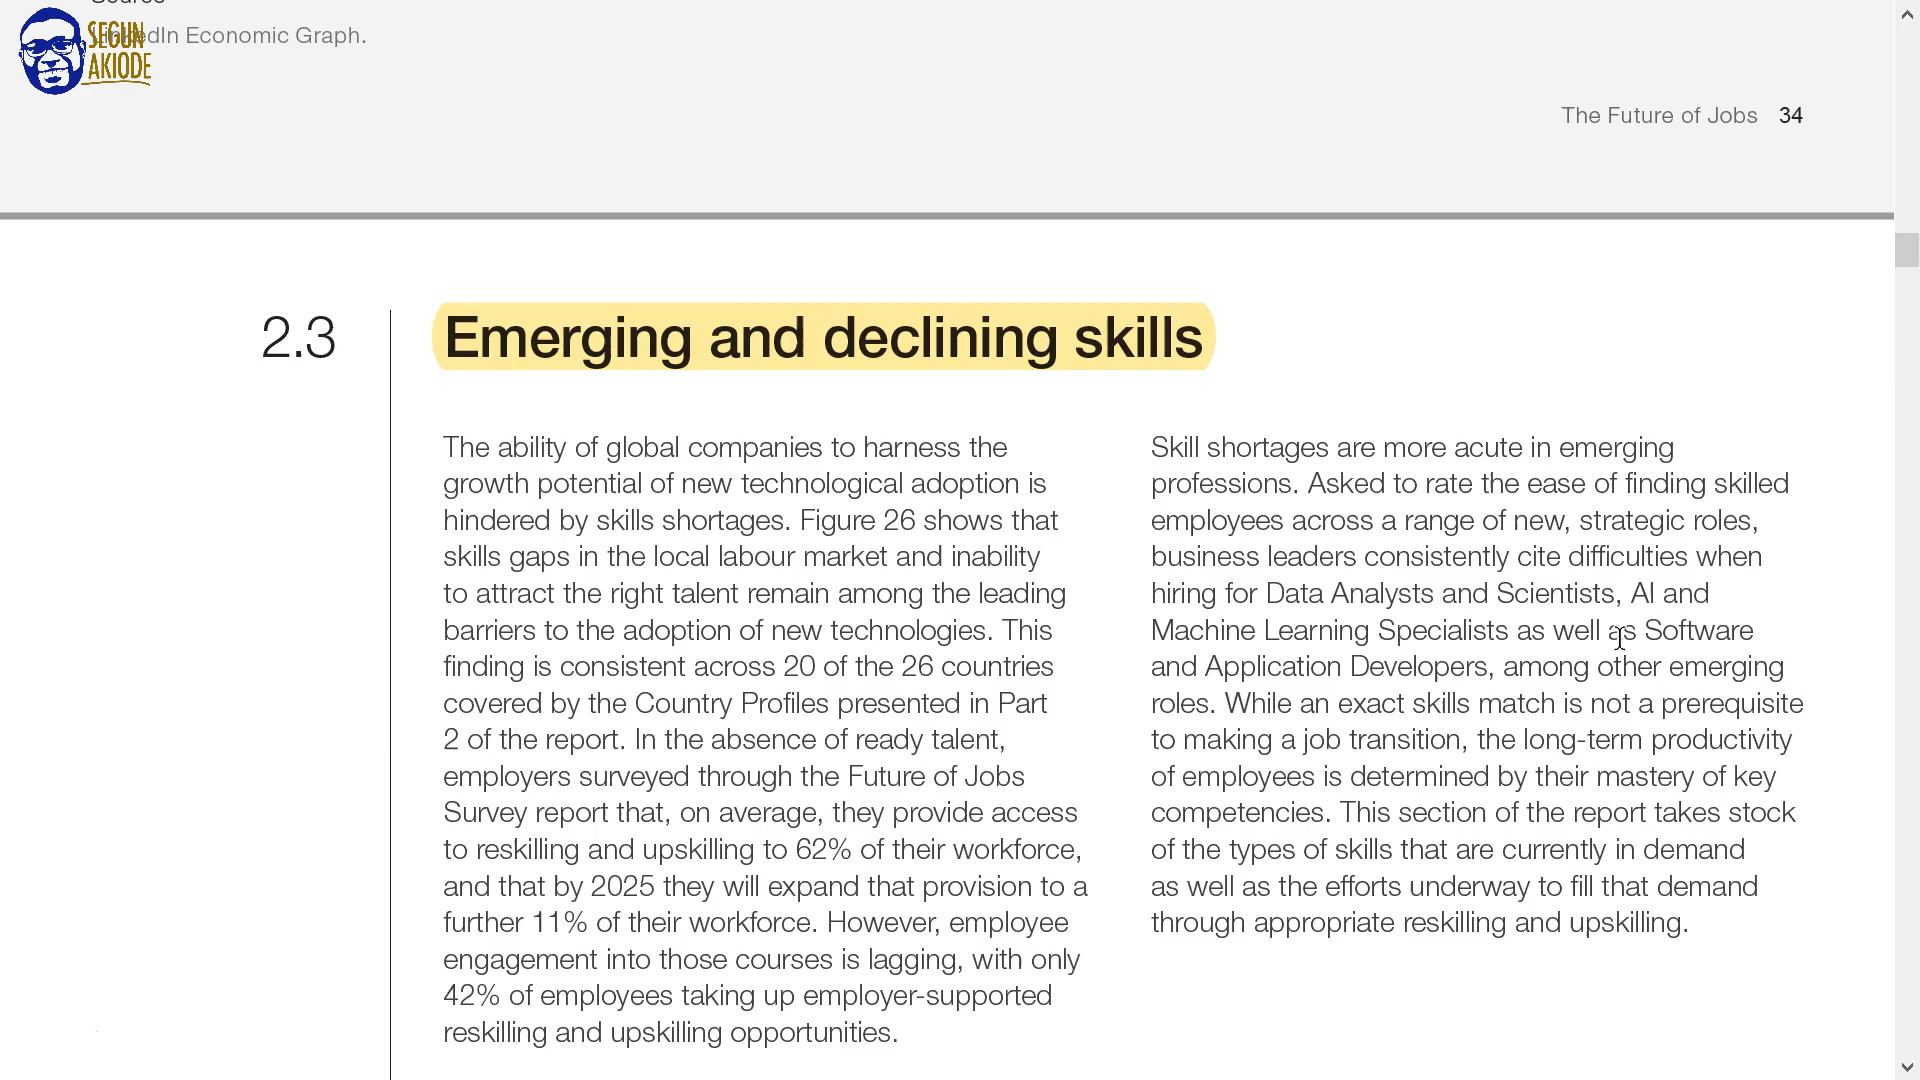 Source
LinkedIn Economic Graph.
SEGUN
AKIODE
The Future of Jobs 34
2.3
Emerging and declining skills
The ability of global companies to harness the
growth potential of new technological adoption is
hindered by skills shortages. Figure 26 shows that
skills gaps in the local labour market and inability
to attract the right talent remain among the leading
barriers to the adoption of new technologies. This
finding is consistent across 20 of the 26 countries
covered by the Country Profiles presented in Part
2 of the report. In the absence of ready talent,
employers surveyed through the Future of Jobs
Survey report that, on average, they provide access
to reskilling and upskilling to 62% of their workforce,
and that by 2025 they will expand that provision to a
further 11% of their workforce. However, employee
engagement into those courses is lagging, with only
42% of employees taking up employer-supported
reskilling and upskilling opportunities.
Skill shortages are more acute in emerging
professions. Asked to rate the ease of finding skilled
employees across a range of new, strategic roles,
business leaders consistently cite difficulties when
hiring for Data Analysts and Scientists, AI and
Machine Learning Specialists as well as Software
and Application Developers, among other emerging
roles. While an exact skills match is not a prerequisite
to making a job transition, the long-term productivity
of employees is determined by their mastery of key
competencies. This section of the report takes stock
of the types of skills that are currently in demand
as well as the efforts underway to fill that demand
through appropriate reskilling and upskilling.